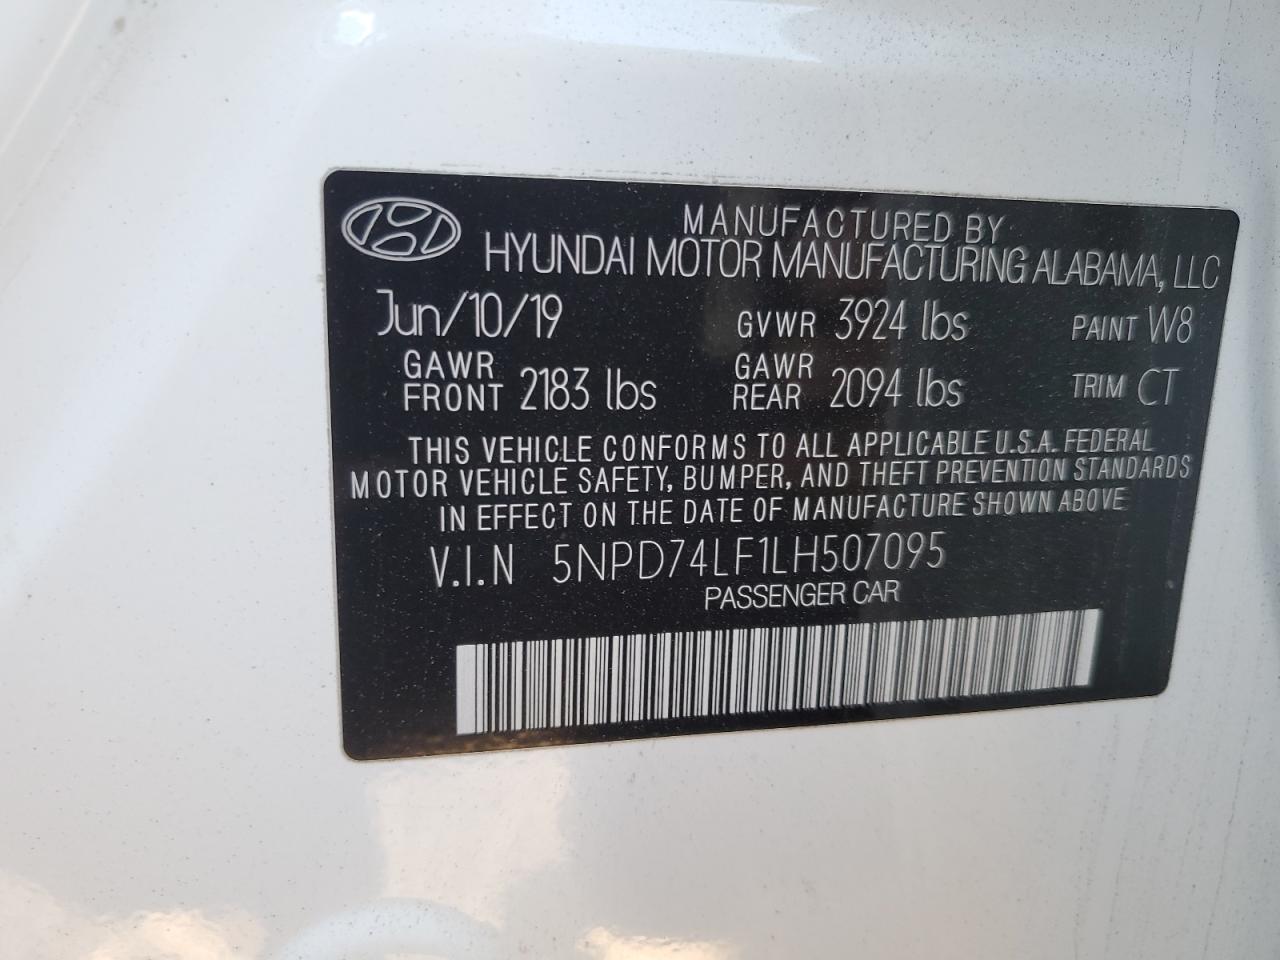 MANUFACTURED BY
HYUNDAI MOTOR MANUFACTURING ALABAMA, LLC
Jun/10/19 GVWR 3924 lbs PAINT W8
GAWR FRONT 2183 lbs GAWR REAR 2094 lbs TRIM CT
THIS VEHICLE CONFORMS TO ALL APPLICABLE U.S.A. FEDERAL
MOTOR VEHICLE SAFETY, BUMPER, AND THEFT PREVENTION STANDARDS
IN EFFECT ON THE DATE OF MANUFACTURE SHOWN ABOVE
V.I.N 5NPD74LF1LH507095
PASSENGER CAR